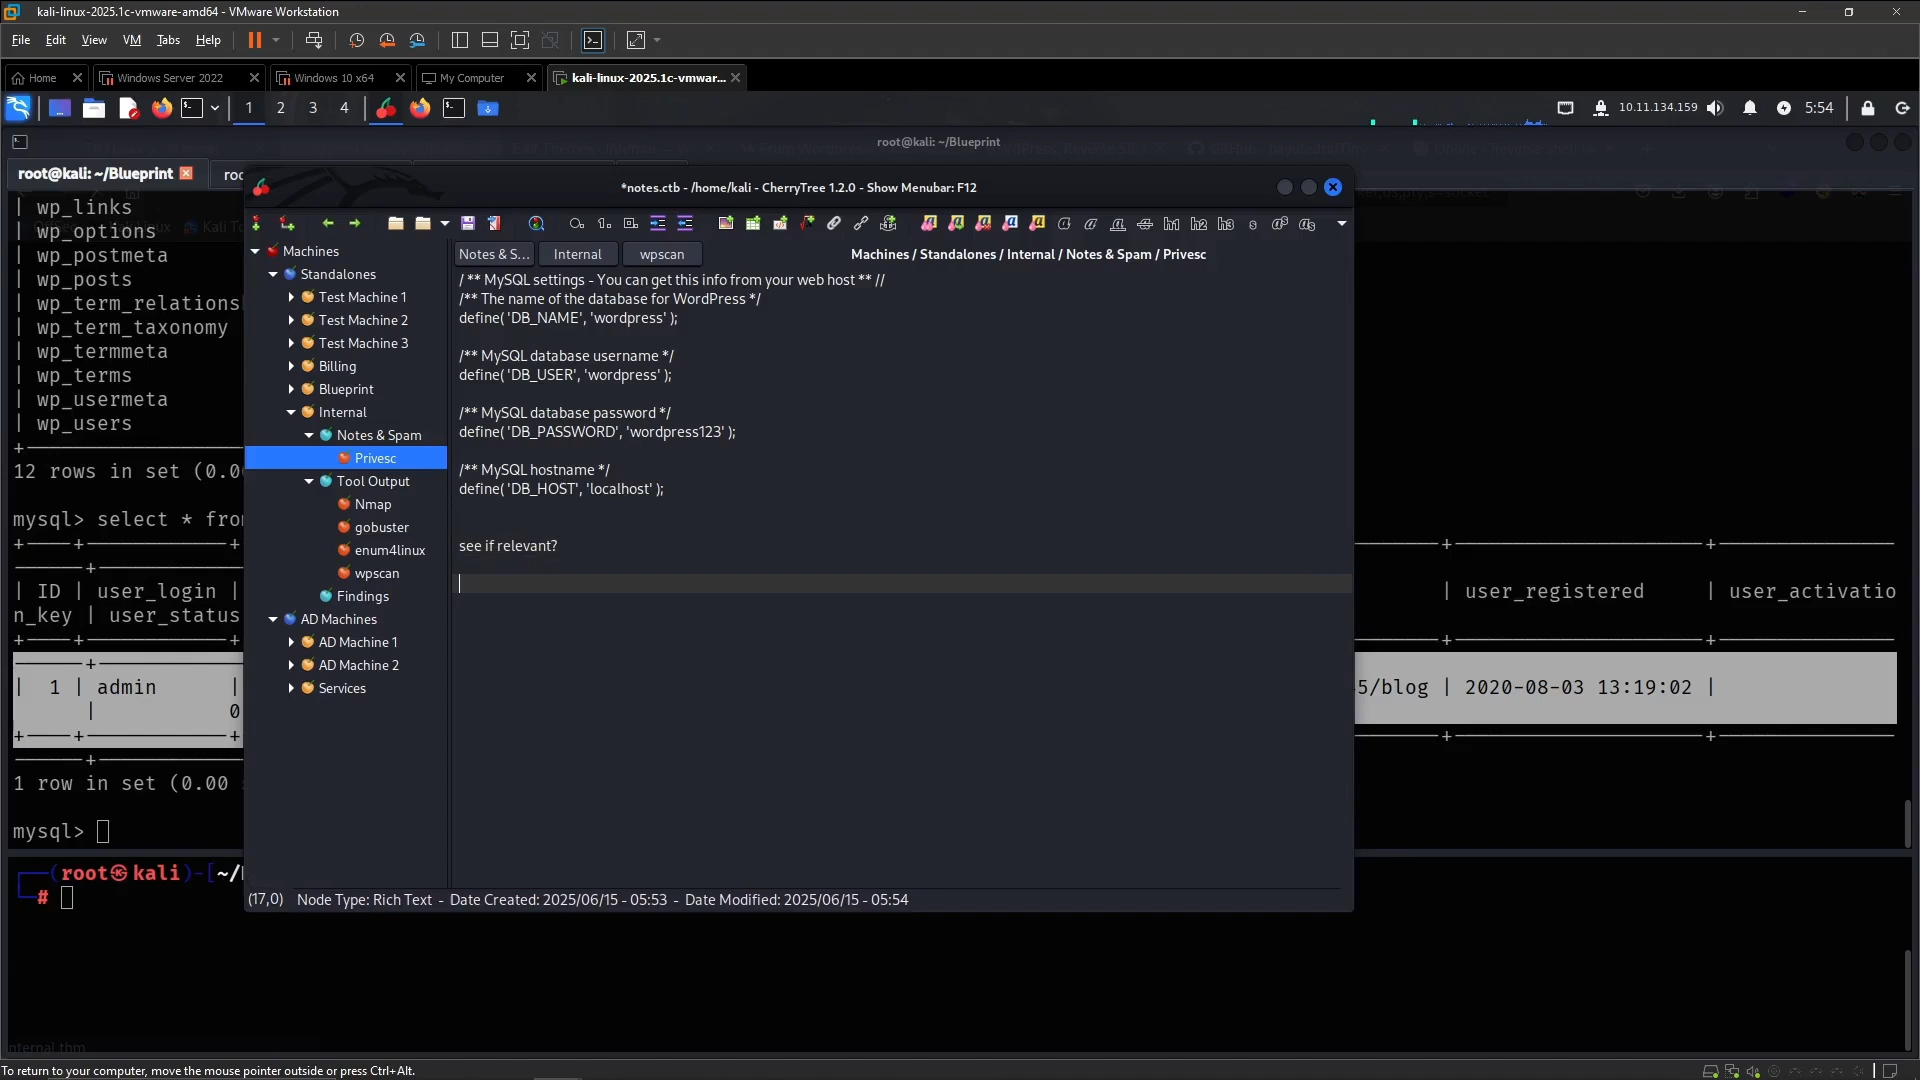 kali-linux-2025.1c-vmware-amd64 - VMware Workstation
File Edit View VM Tabs Help
Home Windows Server 2022 Windows 10 x64 My Computer kali-linux-2025.1c-vmwar...
1 2 3 4 10.11.134.159 5:54
root@kali: ~/Blueprint
root@kali: ~/Blueprint
*notes.ctb - /home/kali - CherryTree 1.2.0 - Show Menubar: F12
Machines
Standalones
Test Machine 1
Test Machine 2
Test Machine 3
Billing
Blueprint
Internal
Notes & Spam
Privesc
Tool Output
Nmap
gobuster
enum4linux
wpscan
Findings
AD Machines
AD Machine 1
AD Machine 2
Services
Notes & S... Internal wpscan Machines / Standalones / Internal / Notes & Spam / Privesc
/ ** MySQL settings - You can get this info from your web host ** //
/** The name of the database for WordPress */
define( 'DB_NAME', 'wordpress' );
/** MySQL database username */
define( 'DB_USER', 'wordpress' );
/** MySQL database password */
define( 'DB_PASSWORD', 'wordpress123' );
/** MySQL hostname */
define( 'DB_HOST', 'localhost' );
see if relevant?
(17,0) Node Type: Rich Text - Date Created: 2025/06/15 - 05:53 - Date Modified: 2025/06/15 - 05:54
| wp_links
| wp_options
| wp_postmeta
| wp_posts
| wp_term_relations
| wp_term_taxonomy
| wp_termmeta
| wp_terms
| wp_usermeta
| wp_users
12 rows in set (0.0
mysql> select * fro
| ID | user_login | | user_registered | user_activatio
n_key | user_status
| 1 | admin | 5/blog | 2020-08-03 13:19:02 |
| 0
1 row in set (0.00
mysql>
(root㉿kali)-[~/
#
To return to your computer, move the mouse pointer outside or press Ctrl+Alt.